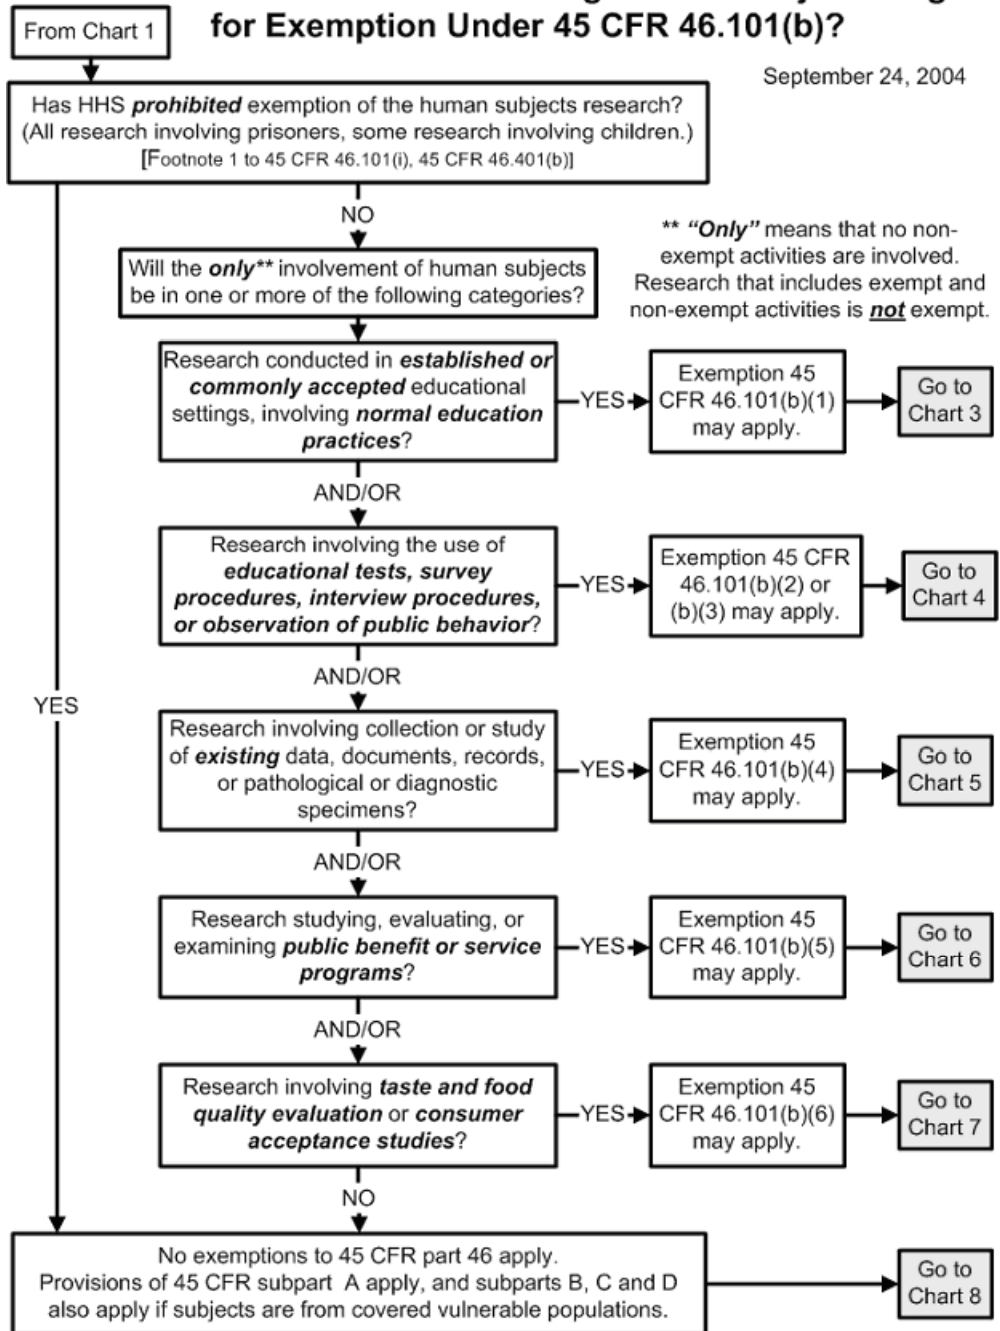 From Chart 1
for Exemption Under 45 CFR 46.101(b)?
September 24, 2004
Has HHS prohibited exemption of the human subjects research?
(All research involving prisoners, some research involving children.)
[Footnote 1 to 45 CFR 46.101(i), 45 CFR 46.401(b)]
NO
** “Only” means that no non-
exempt activities are involved.
Research that includes exempt and
non-exempt activities is not exempt.
Will the only** involvement of human subjects
be in one or more of the following categories?
Research conducted in established or
commonly accepted educational
settings, involving normal education
practices?
YES
Exemption 45
CFR 46.101(b)(1)
may apply.
Go to
Chart 3
AND/OR
Research involving the use of
educational tests, survey
procedures, interview procedures,
or observation of public behavior?
YES
Exemption 45 CFR
46.101(b)(2) or
(b)(3) may apply.
Go to
Chart 4
AND/OR
YES
Research involving collection or study
of existing data, documents, records,
or pathological or diagnostic
specimens?
YES
Exemption 45
CFR 46.101(b)(4)
may apply.
Go to
Chart 5
AND/OR
Research studying, evaluating, or
examining public benefit or service
programs?
YES
Exemption 45
CFR 46.101(b)(5)
may apply.
Go to
Chart 6
AND/OR
Research involving taste and food
quality evaluation or consumer
acceptance studies?
YES
Exemption 45
CFR 46.101(b)(6)
may apply.
Go to
Chart 7
NO
No exemptions to 45 CFR part 46 apply.
Provisions of 45 CFR subpart A apply, and subparts B, C and D
also apply if subjects are from covered vulnerable populations.
Go to
Chart 8